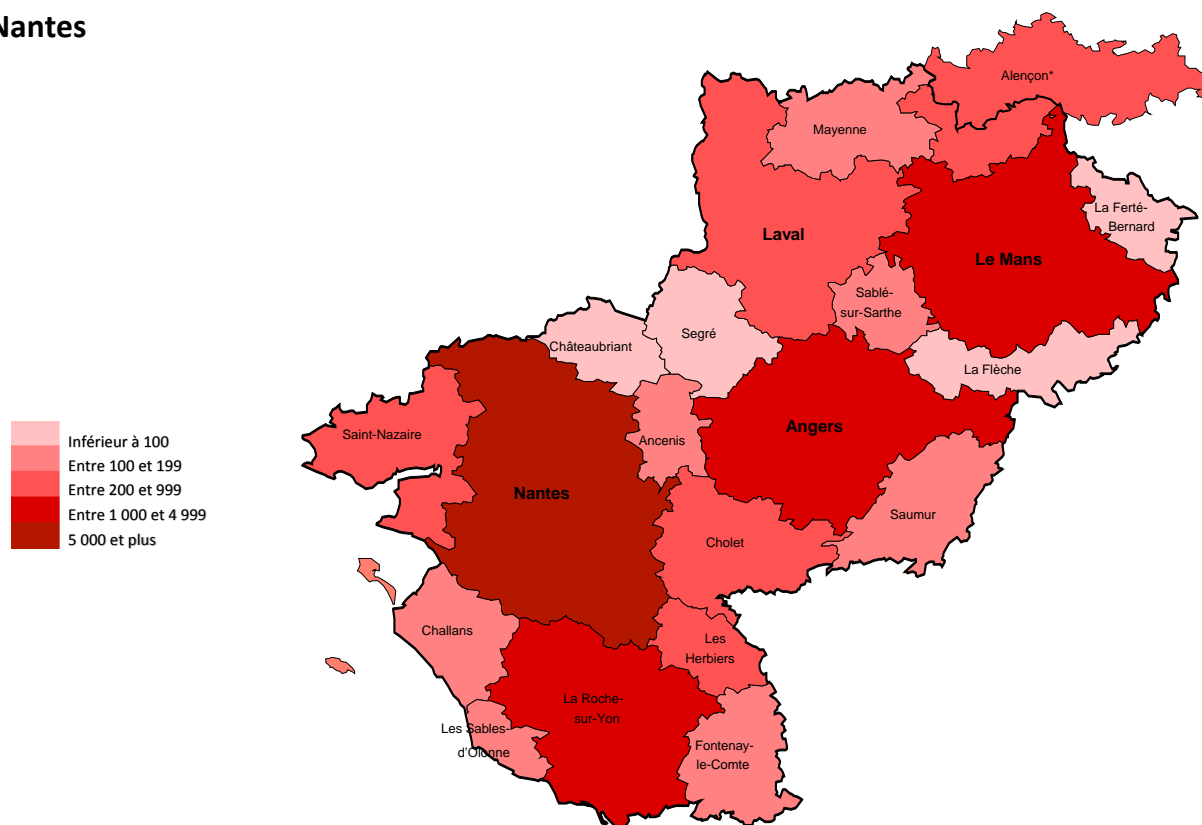 Nantes
Alençon*
Mayenne
La Ferté-
Bernard
Laval
Le Mans
Sablé-
sur-Sarthe
Segré
Châteaubriant
La Flèche
Inférieur à 100
Entre 100 et 199
Entre 200 et 999
Entre 1 000 et 4 999
5 000 et plus
Saint-Nazaire
Ancenis
Angers
Nantes
Saumur
Cholet
Challans
Les
Herbiers
La Roche-
sur-Yon
Les Sables-
d'Olonne
Fontenay-
le-Comte